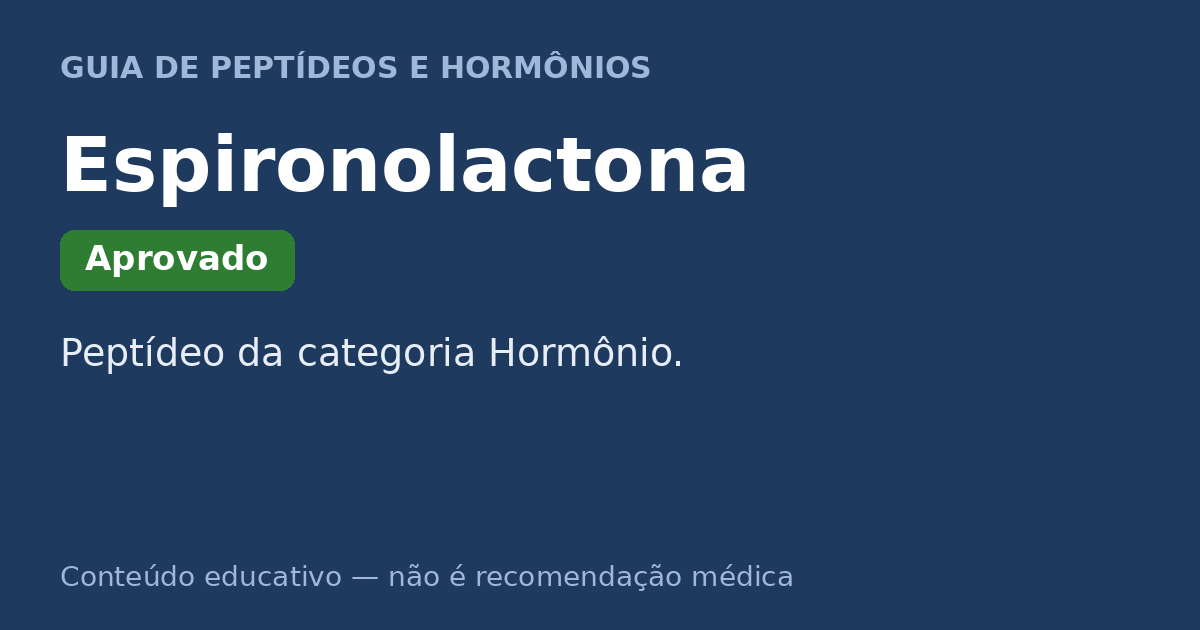 GUIA DE PEPTÍDEOS E HORMÔNIOS
Espironolactona
Aprovado
Peptídeo da categoria Hormônio.
Conteúdo educativo — não é recomendação médica